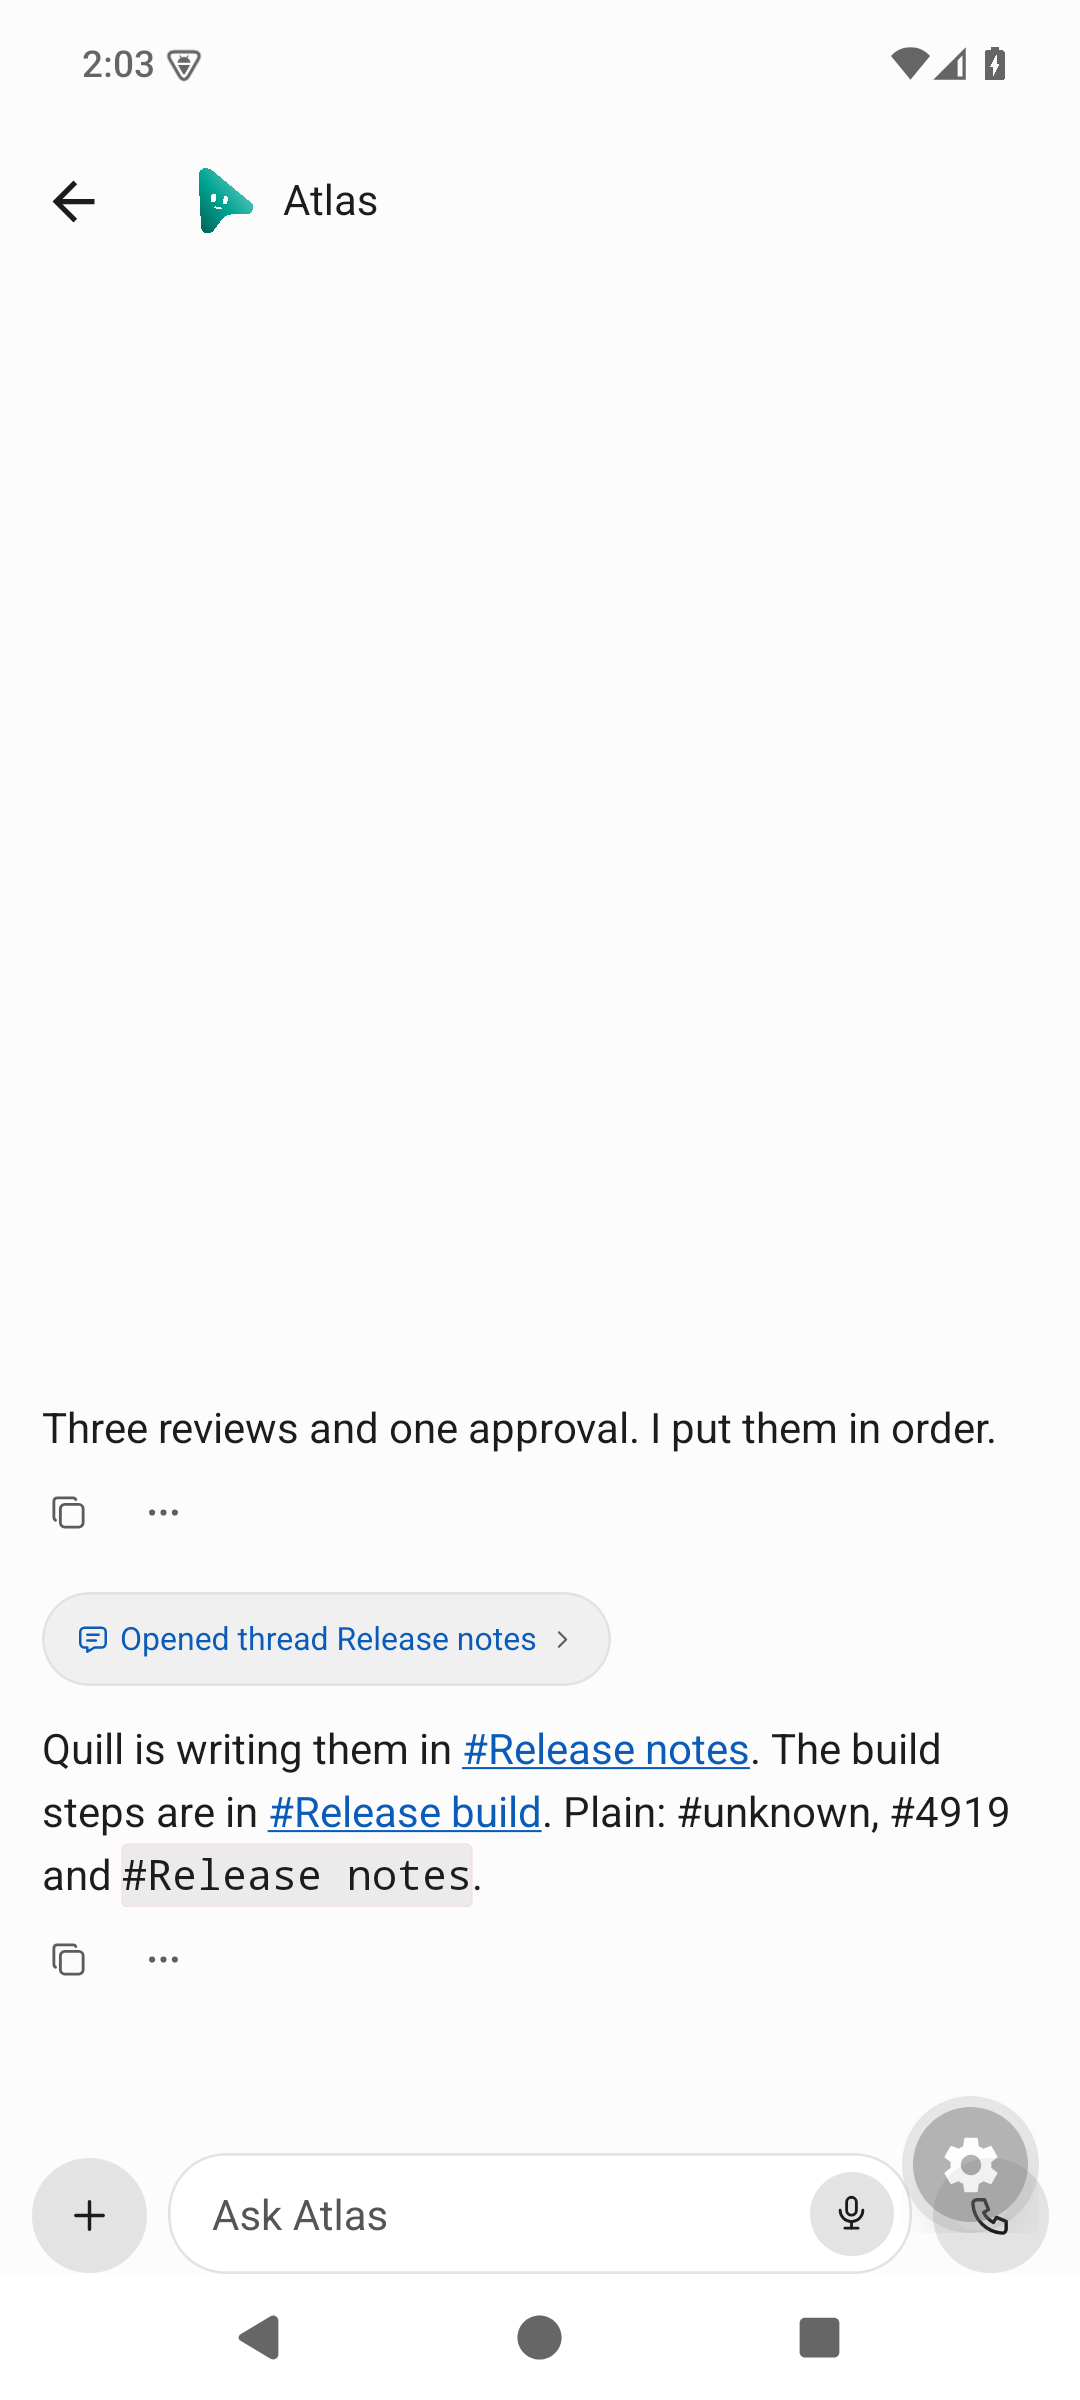 2:03
Atlas
Three reviews and one approval. I put them in order.
Opened thread Release notes
Quill is writing them in #Release notes. The build
steps are in #Release build. Plain: #unknown, #4919
and #Release notes.
Ask Atlas